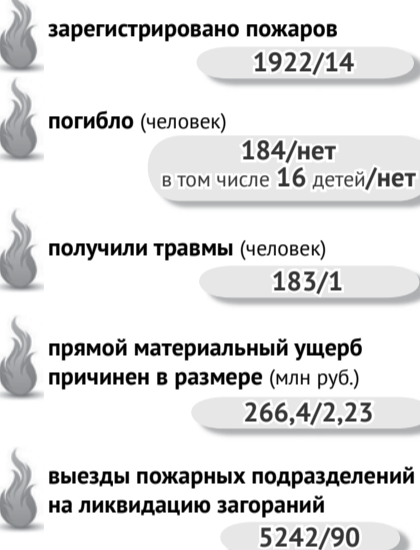 зарегистрировано пожаров
1922/14
погибло (человек)
184/нет
в том числе 16 детей/нет
получили травмы (человек)
183/1
прямой материальный ущерб
причинен в размере (млн руб.)
266,4/2,23
выезды пожарных подразделений
на ликвидацию загораний
5242/90